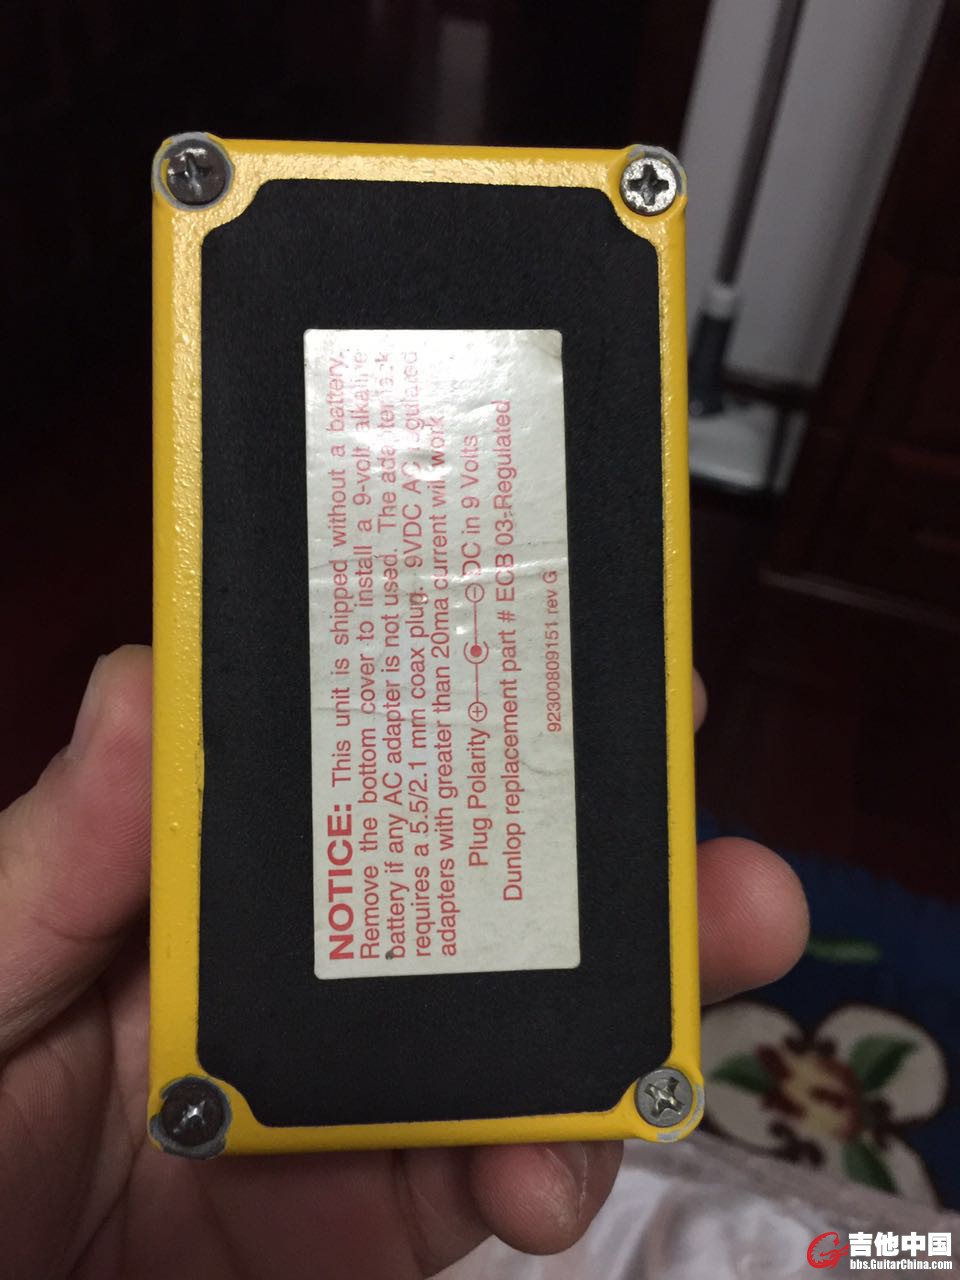 NOTICE: This unit is shipped without a battery.
Remove the bottom cover to install a 9-volt alkaline
battery if any AC adapter is not used. The adapter jack
requires a 5.5/2.1 mm coax plug. 9VDC AC regulated
adapters with greater than 20ma current will work
Plug Polarity + - DC in 9 Volts
Dunlop replacement part # ECB 03-Regulated
92300809151 rev G
吉他中国
bbs.GuitarChina.com